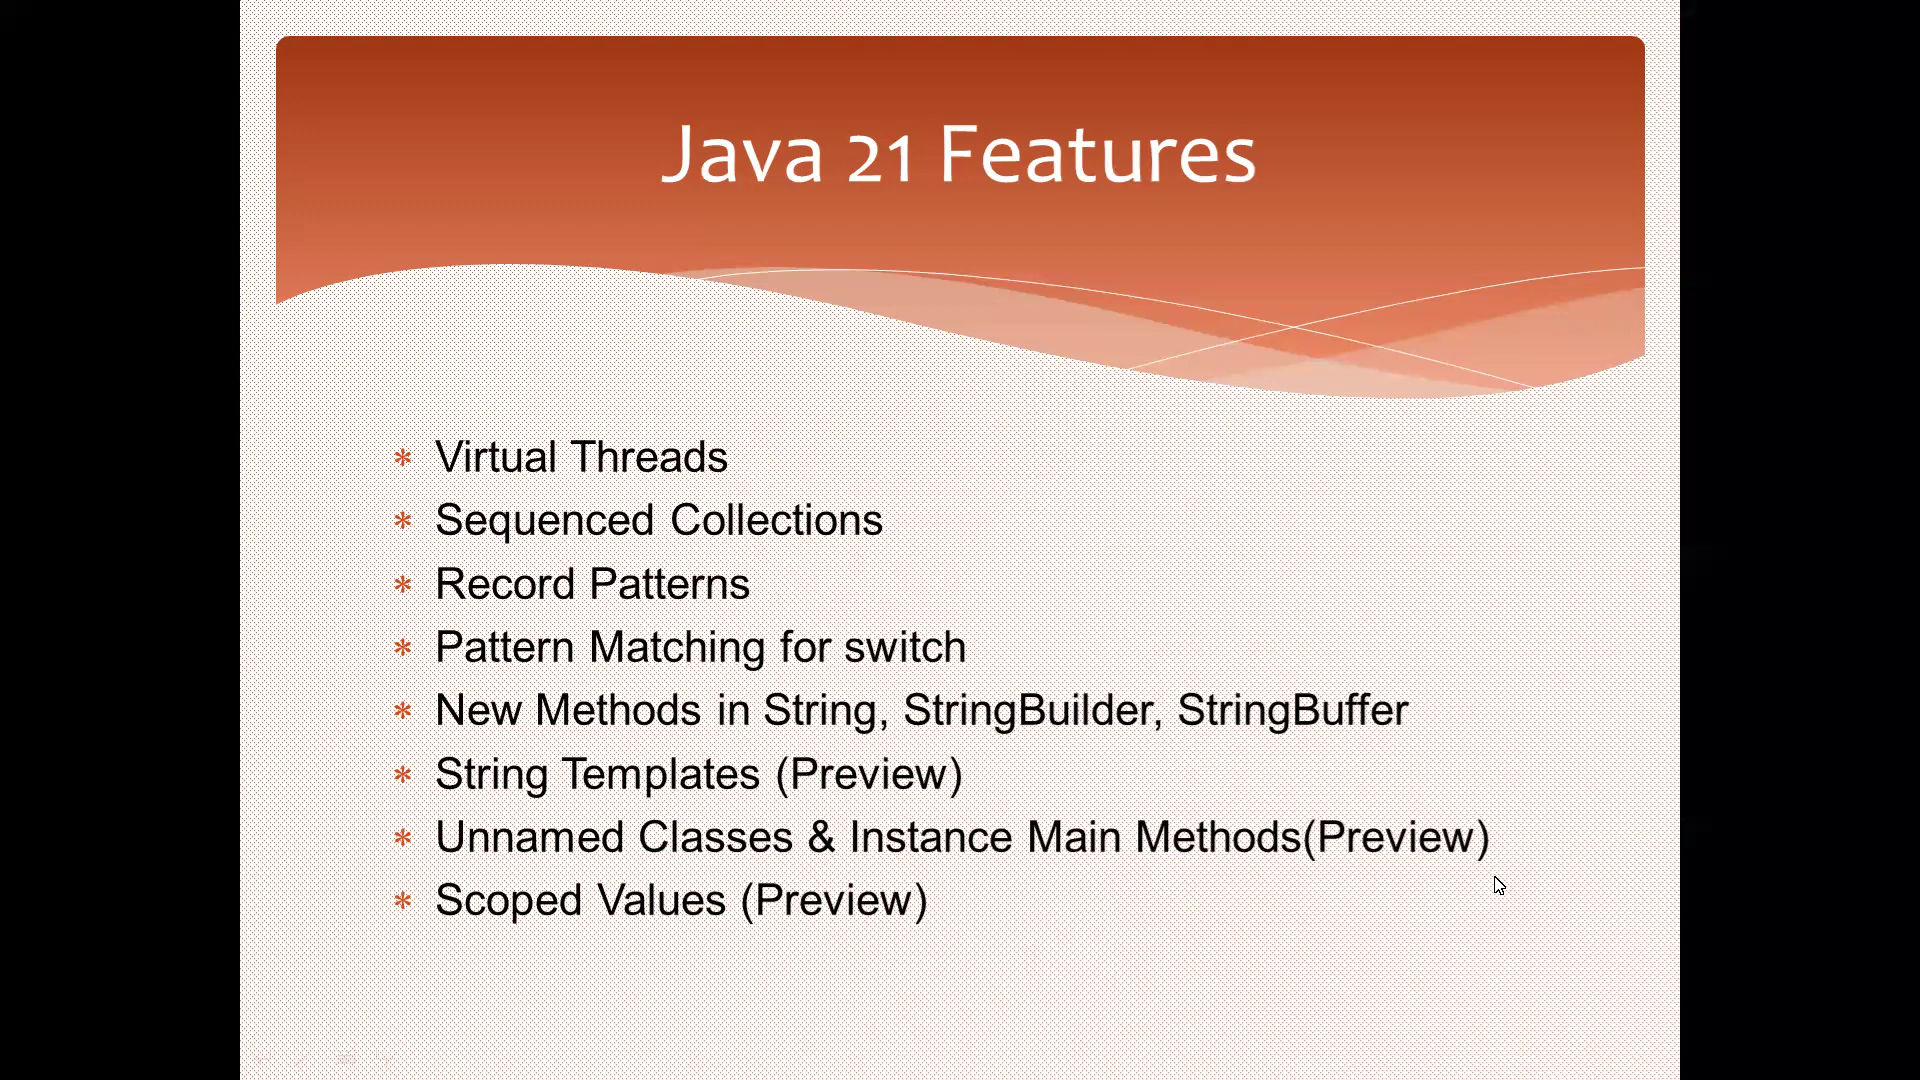 Java 21 Features
* Virtual Threads
* Sequenced Collections
* Record Patterns
* Pattern Matching for switch
* New Methods in String, StringBuilder, StringBuffer
* String Templates (Preview)
* Unnamed Classes & Instance Main Methods(Preview)
* Scoped Values (Preview)